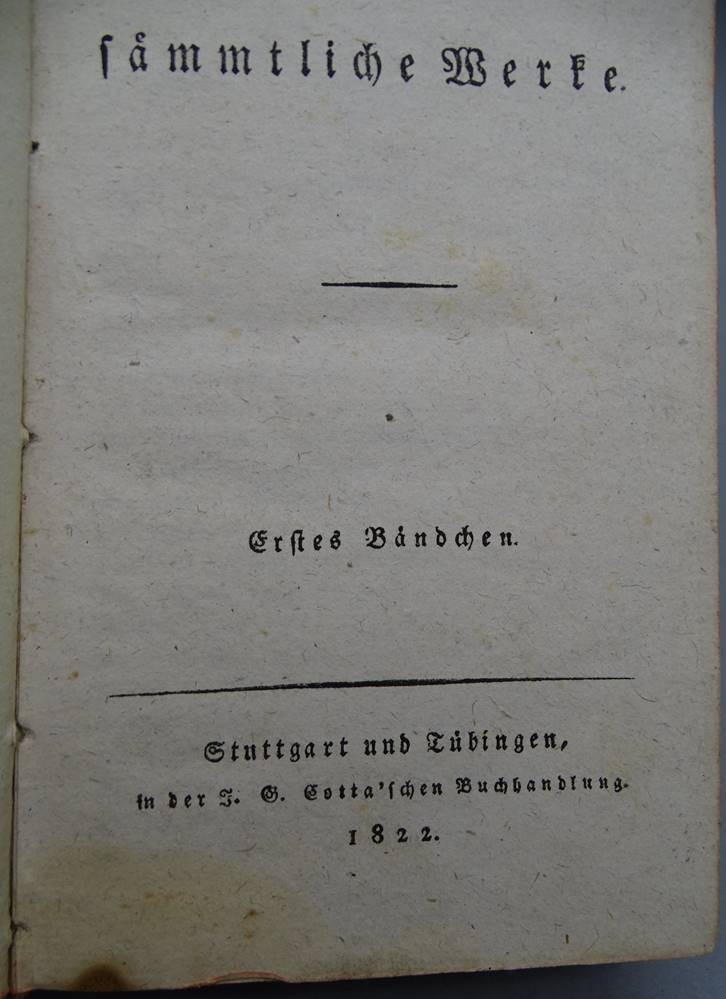 sämmtliche Werke.
Erstes Bändchen.
Stuttgart und Tübingen,
in der J. G. Cotta'schen Buchhandlung.
1822.